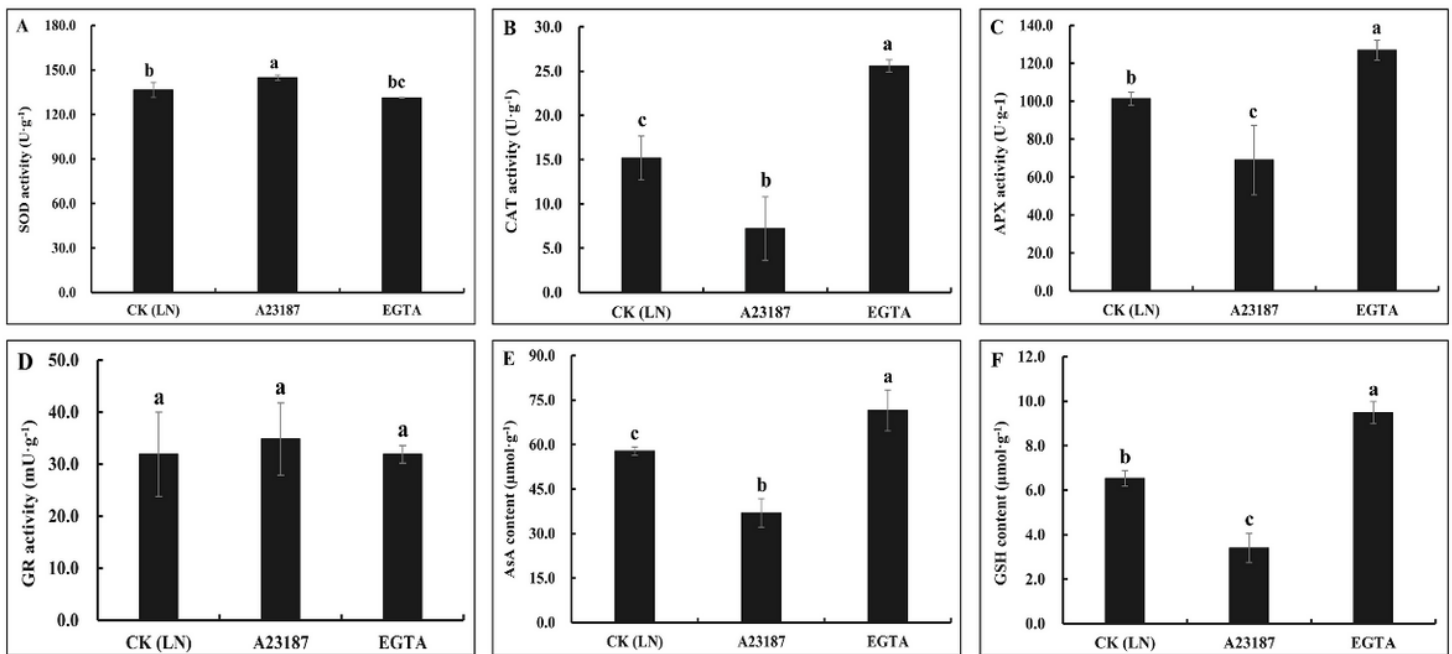 A
SOD activity (U·g⁻¹)
180.0
150.0
120.0
90.0
60.0
30.0
0.0
b
a
bc
CK (LN)
A23187
EGTA
B
CAT activity (U·g⁻¹)
30.0
25.0
20.0
15.0
10.0
5.0
0.0
c
b
a
CK (LN)
A23187
EGTA
C
APX activity (U·g-1)
140.0
120.0
100.0
80.0
60.0
40.0
20.0
0.0
b
c
a
CK (LN)
A23187
EGTA
D
GR activity (mU·g⁻¹)
50.0
40.0
30.0
20.0
10.0
0.0
a
a
a
CK (LN)
A23187
EGTA
E
AsA content (μmol·g⁻¹)
90.0
75.0
60.0
45.0
30.0
15.0
0.0
c
b
a
CK (LN)
A23187
EGTA
F
GSH content (μmol·g⁻¹)
12.0
10.0
8.0
6.0
4.0
2.0
0.0
b
c
a
CK (LN)
A23187
EGTA